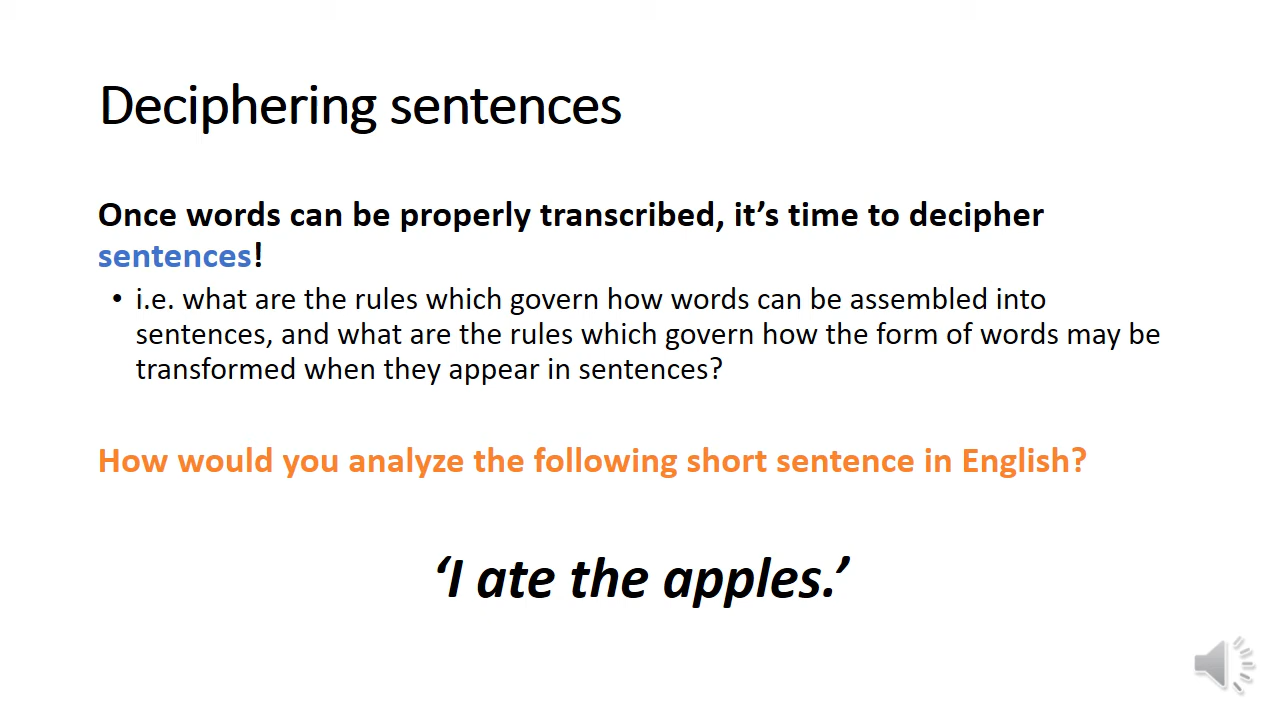 Deciphering sentences
Once words can be properly transcribed, it’s time to decipher
sentences!
• i.e. what are the rules which govern how words can be assembled into
sentences, and what are the rules which govern how the form of words may be
transformed when they appear in sentences?
How would you analyze the following short sentence in English?
‘I ate the apples.’